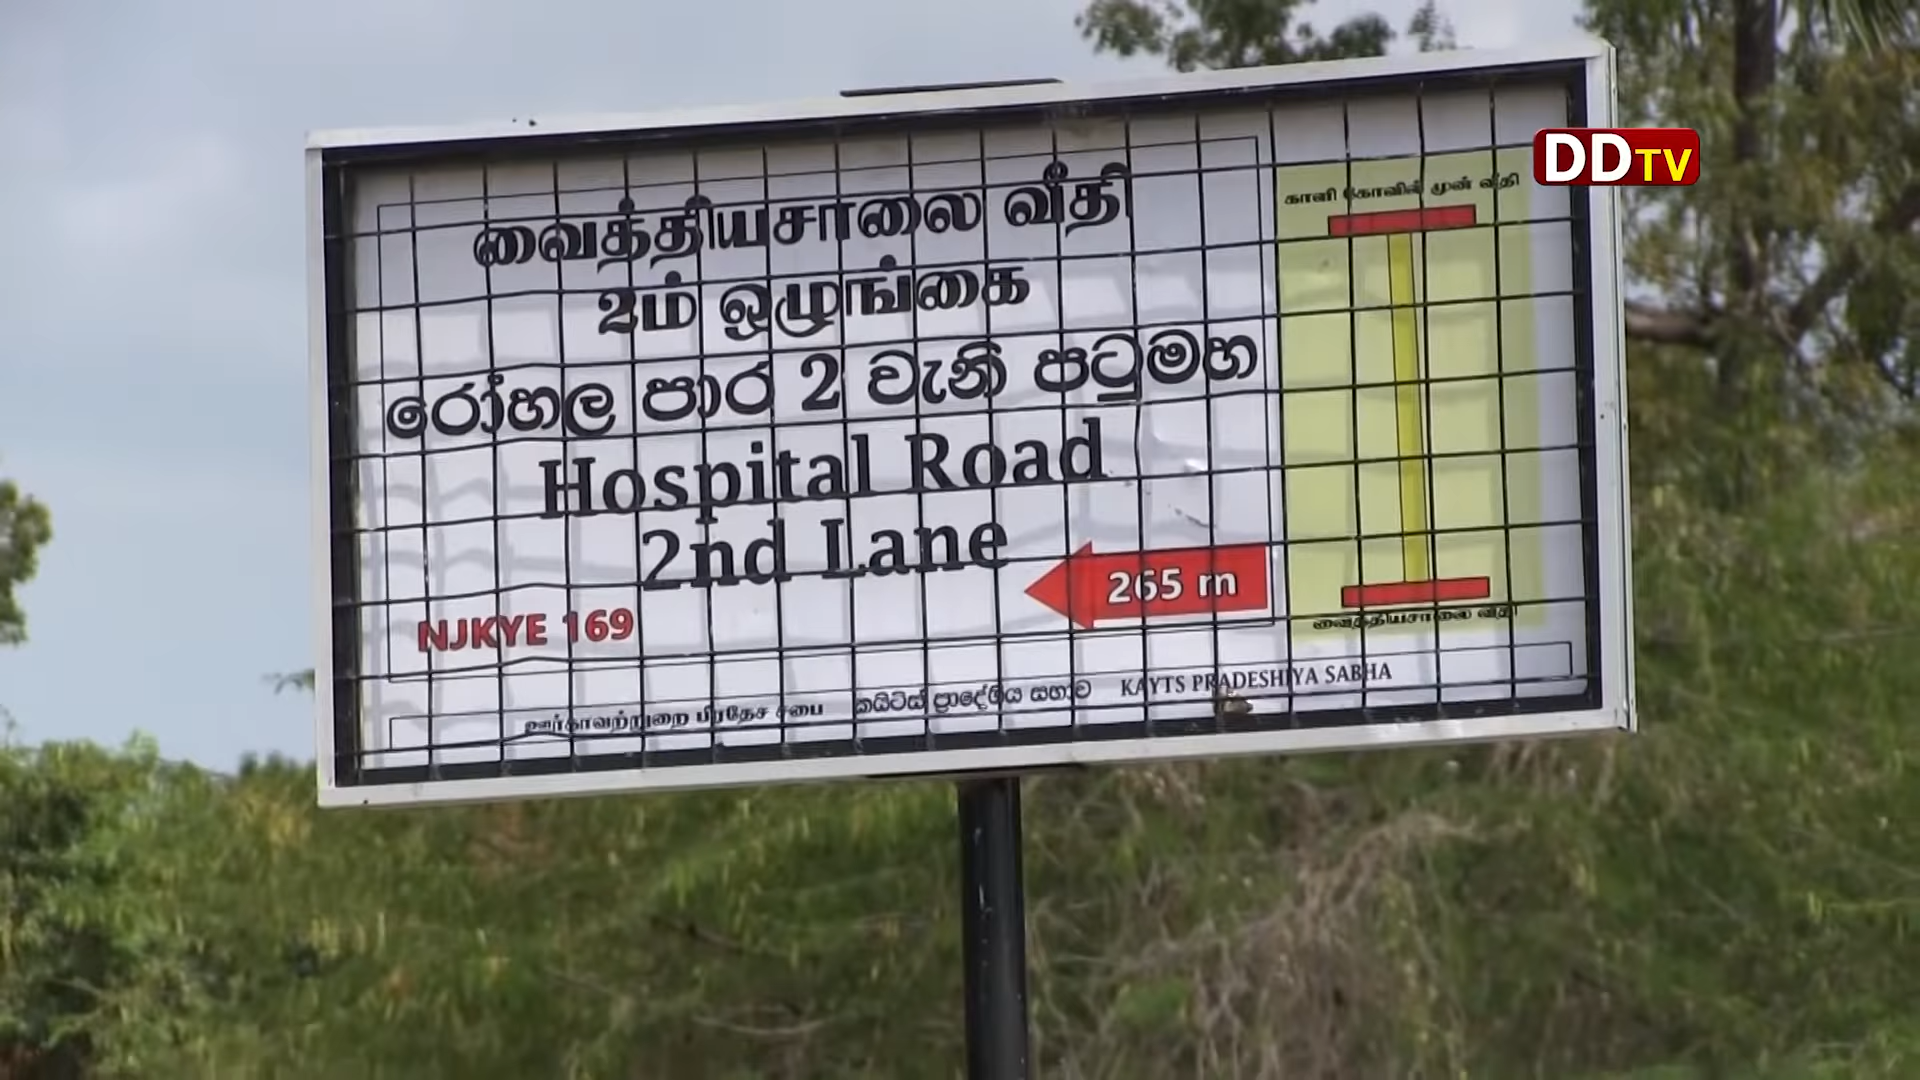 DDTV
வைத்தியசாலை வீதி
2ம் ஒழுங்கை
රෝහල පාර 2 වැනි පටුමඟ
Hospital Road
2nd Lane
265 m
NJKYE 169
காளி கோவில் முன் வீதி
வைத்தியசாலை வீதி
ஊர்காவற்றுறை பிரதேச சபை කයිට්ස් ප්‍රාදේශීය සභාව KAYTS PRADESHIYA SABHA